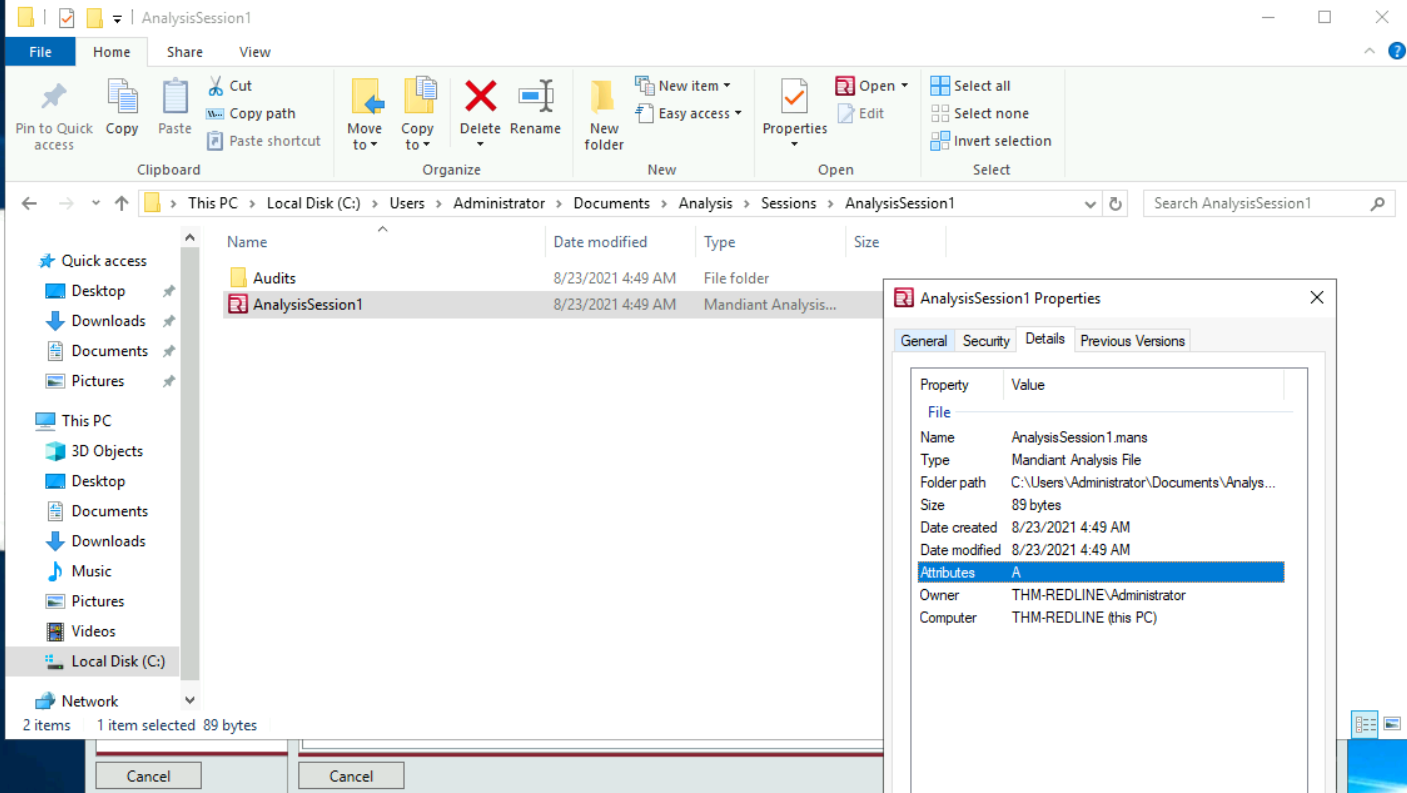 AnalysisSession1
File Home Share View
Pin to Quick access
Copy
Paste
Cut
Copy path
Paste shortcut
Move to
Copy to
Delete
Rename
New folder
New item
Easy access
Properties
Open
Edit
Select all
Select none
Invert selection
Clipboard Organize New Open Select
This PC > Local Disk (C:) > Users > Administrator > Documents > Analysis > Sessions > AnalysisSession1
Search AnalysisSession1
Name Date modified Type Size
Audits 8/23/2021 4:49 AM File folder
AnalysisSession1 8/23/2021 4:49 AM Mandiant Analysis...
Quick access
Desktop
Downloads
Documents
Pictures
This PC
3D Objects
Desktop
Documents
Downloads
Music
Pictures
Videos
Local Disk (C:)
Network
2 items 1 item selected 89 bytes
AnalysisSession1 Properties
General Security Details Previous Versions
Property Value
File
Name AnalysisSession1.mans
Type Mandiant Analysis File
Folder path C:\Users\Administrator\Documents\Analys...
Size 89 bytes
Date created 8/23/2021 4:49 AM
Date modified 8/23/2021 4:49 AM
Attributes A
Owner THM-REDLINE\Administrator
Computer THM-REDLINE (this PC)
Cancel
Cancel